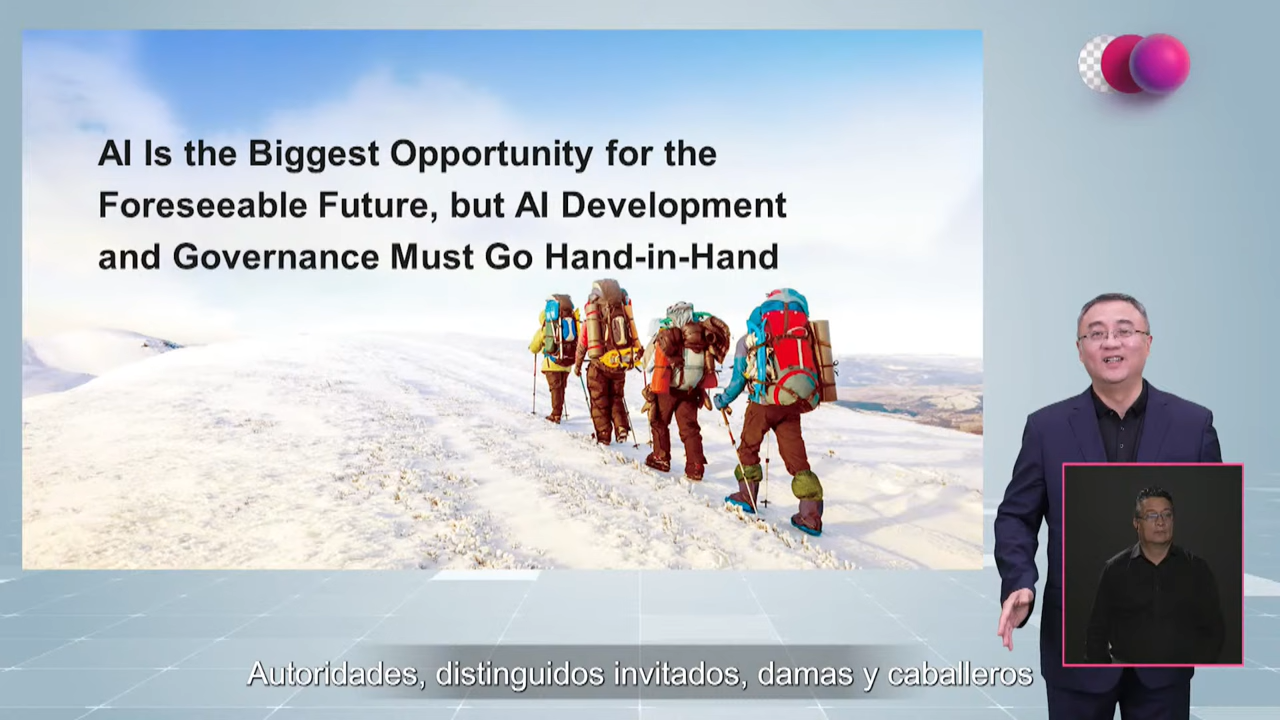 AI Is the Biggest Opportunity for the
Foreseeable Future, but AI Development
and Governance Must Go Hand-in-Hand
Autoridades, distinguidos invitados, damas y caballeros